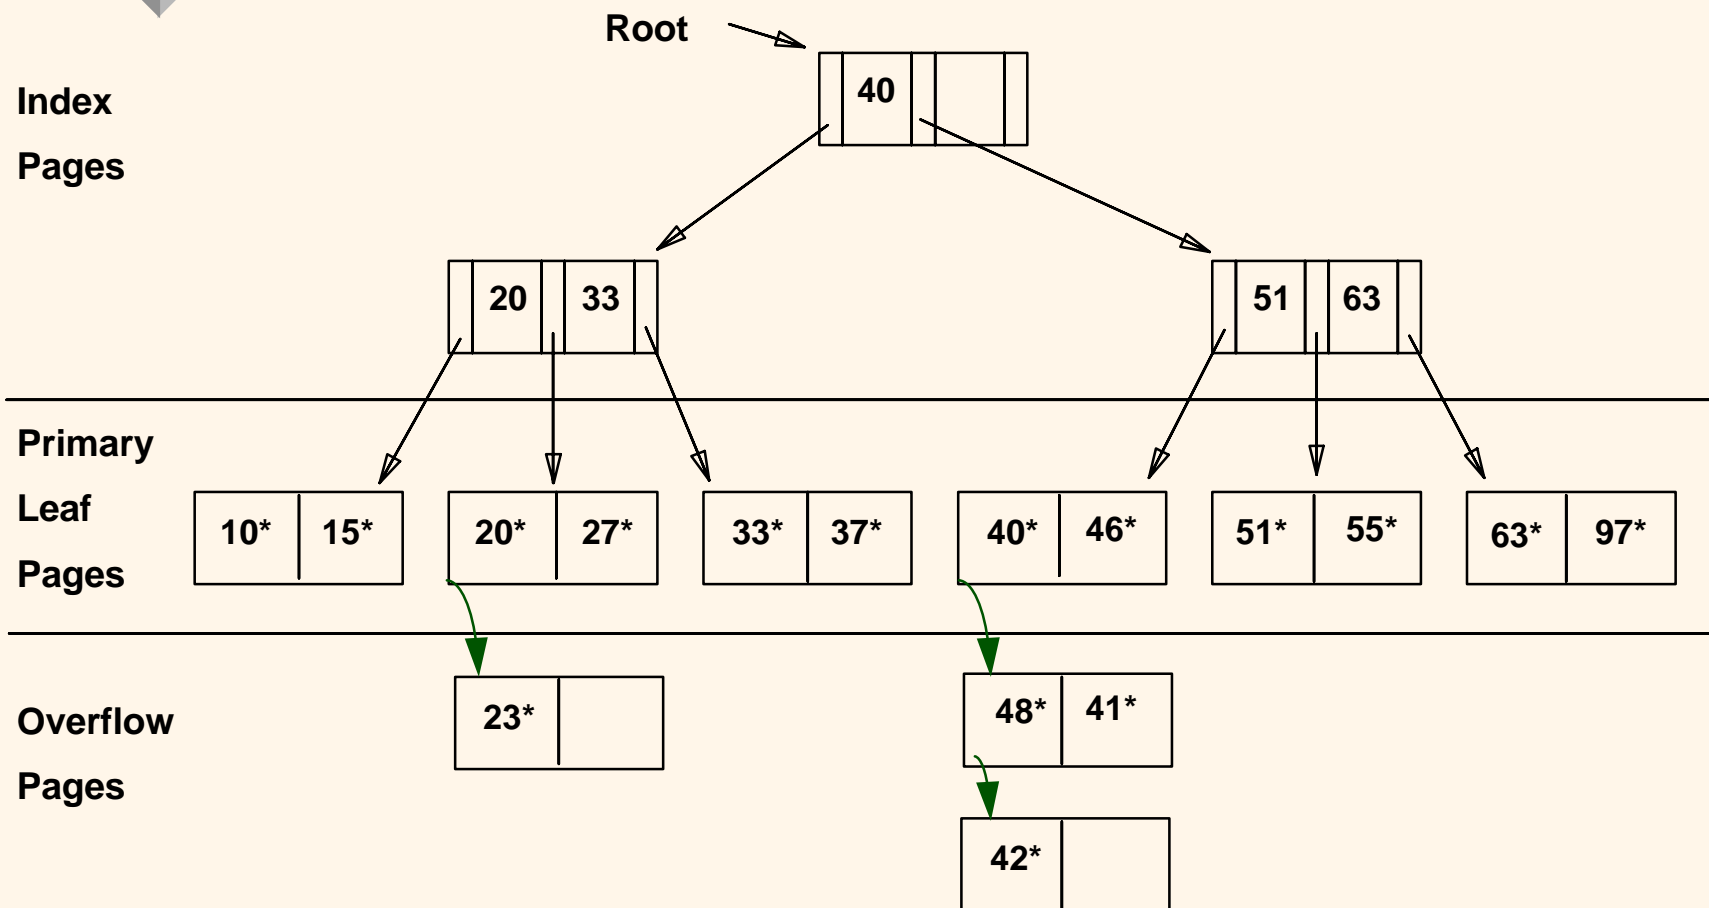 Root
40
Index
Pages
20 33 51 63
Primary
Leaf
Pages
10* 15* 20* 27* 33* 37* 40* 46* 51* 55* 63* 97*
Overflow
Pages
23* 48* 41*
42*